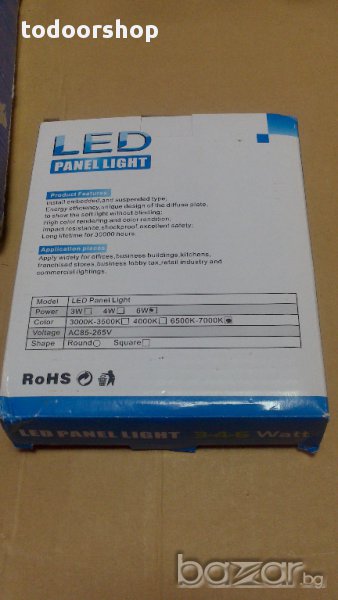 todoorshop
LED
PANEL LIGHT
Product Features
Install embedded,and suspended type,
Energy efficiency,unique design of the diffuse plate,
to show the soft light without blinding;
High color rendering and color rendition;
Impact resistance,shockproof,excellent safety;
Long lifetime for 30000 hours.
Application places
Apply widely for offices,business buildings,kitchens,
franchised stores,business lobby tax,retail industry and
commercial lightings.
Model LED Panel Light
Power 3W 4W 6W
Color 3000K-3500K 4000K 6500K-7000K
Voltage AC85-265V
Shape Round Square
RoHS
LED PANEL LIGHT 3-4-6 Watt
bazar.bg